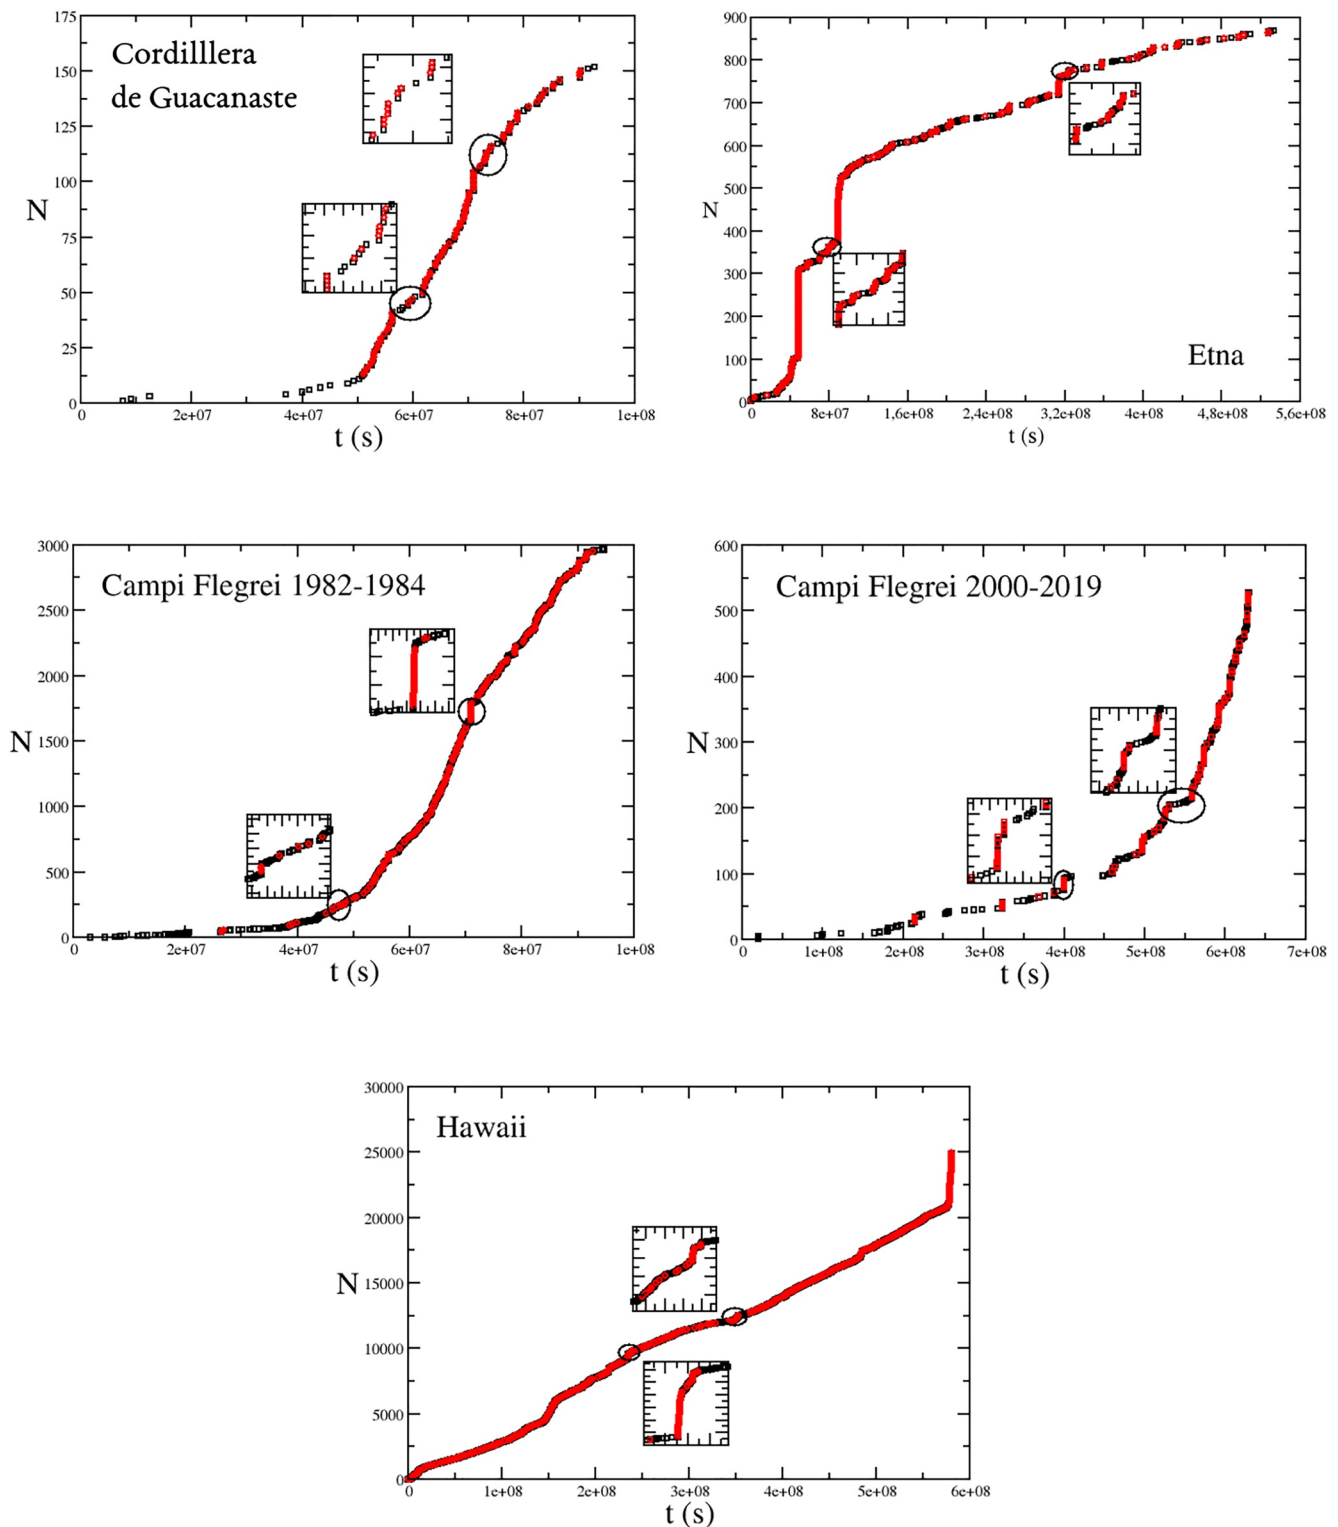 175
Cordilllera
de Guacanaste
150
125
100
N
75
50
25
0
0 2e+07 4e+07 6e+07 8e+07 1e+08
t (s)
900
800
700
600
500
N
400
300
200
Etna
100
0
0 8e+07 1,6e+08 2,4e+08 3,2e+08 4e+08 4,8e+08 5,6e+08
t (s)
3000
Campi Flegrei 1982-1984
2500
2000
N
1500
1000
500
0
0 2e+07 4e+07 6e+07 8e+07 1e+08
t (s)
600
Campi Flegrei 2000-2019
500
400
N
300
200
100
0
0 1e+08 2e+08 3e+08 4e+08 5e+08 6e+08 7e+08
t (s)
30000
Hawaii
25000
20000
N
15000
10000
5000
0
0 1e+08 2e+08 3e+08 4e+08 5e+08 6e+08
t (s)